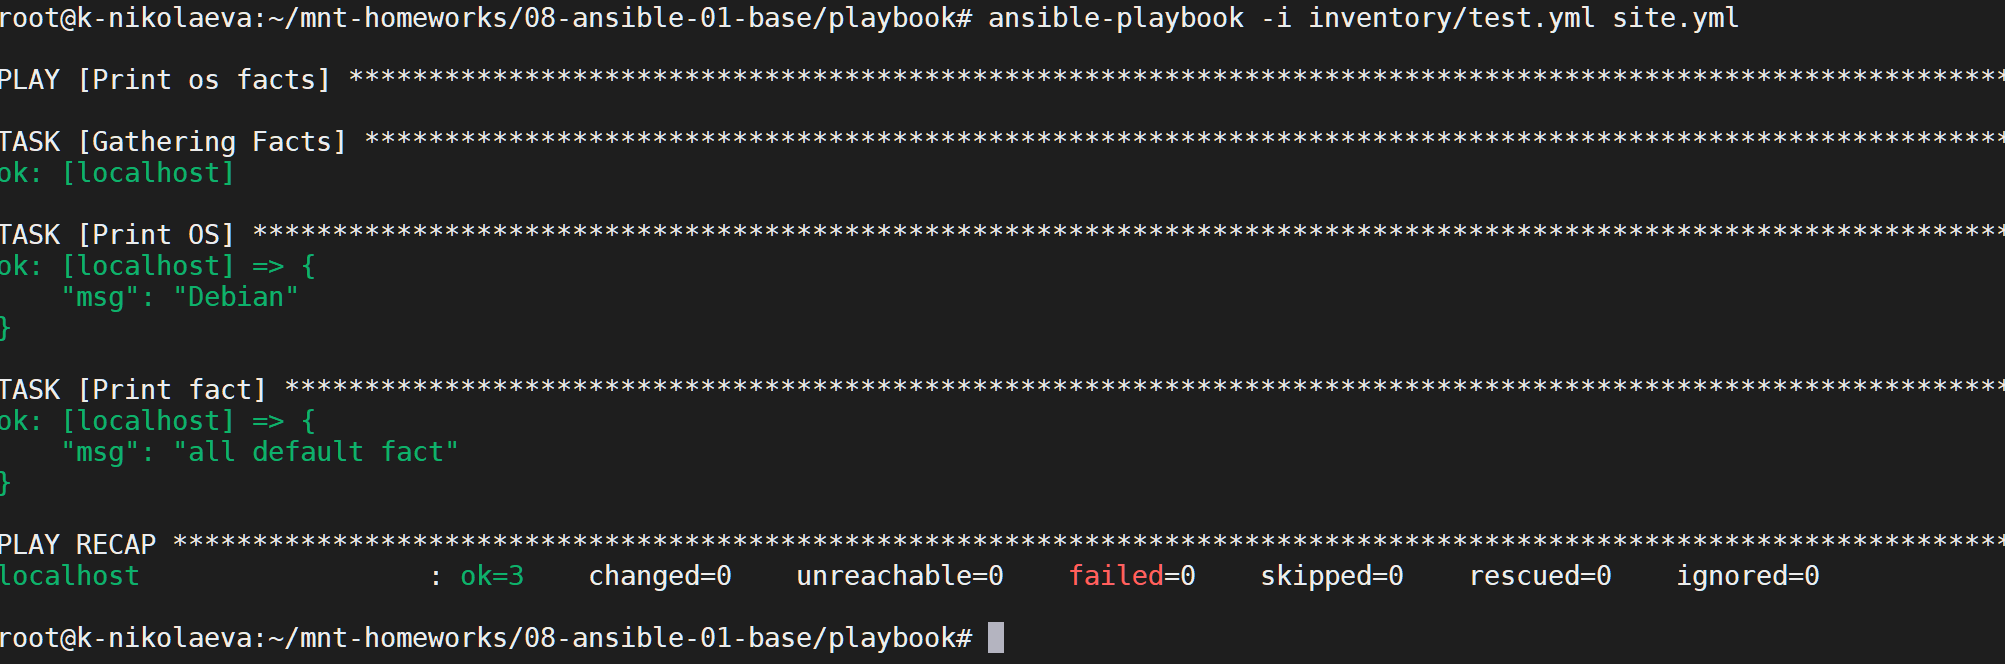 root@k-nikolaeva:~/mnt-homeworks/08-ansible-01-base/playbook# ansible-playbook -i inventory/test.yml site.yml
PLAY [Print os facts] *******************************************************************************************************
TASK [Gathering Facts] ******************************************************************************************************
ok: [localhost]
TASK [Print OS] *************************************************************************************************************
ok: [localhost] => {
    "msg": "Debian"
}
TASK [Print fact] ***********************************************************************************************************
ok: [localhost] => {
    "msg": "all default fact"
}
PLAY RECAP ******************************************************************************************************************
localhost                  : ok=3    changed=0    unreachable=0    failed=0    skipped=0    rescued=0    ignored=0
root@k-nikolaeva:~/mnt-homeworks/08-ansible-01-base/playbook#